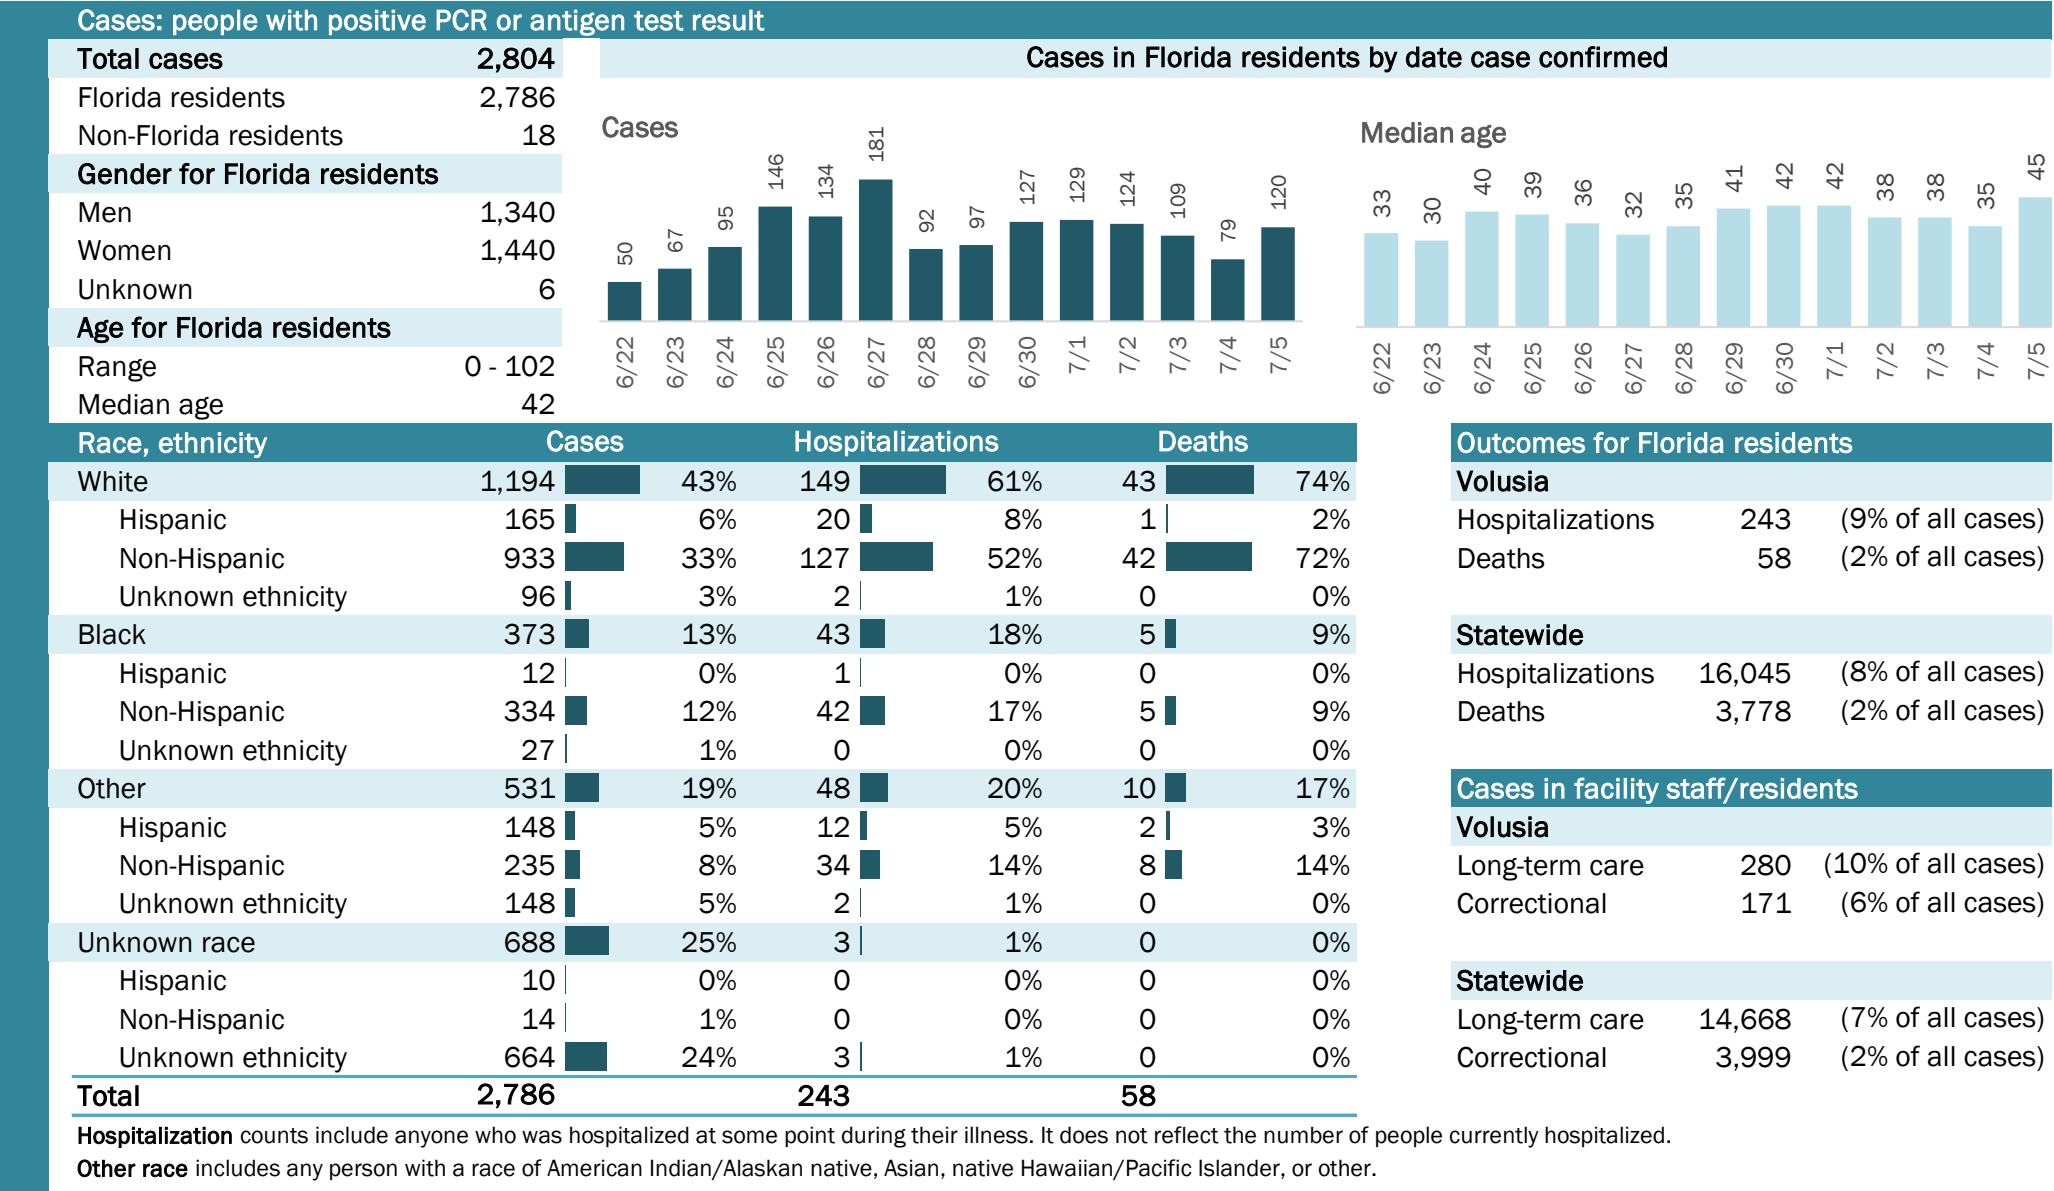 Cases: people with positive PCR or antigen test result
Total cases 2,804
Florida residents 2,786
Non-Florida residents 18
Gender for Florida residents
Men 1,340
Women 1,440
Unknown 6
Age for Florida residents
Range 0 - 102
Median age 42
Cases in Florida residents by date case confirmed
Cases
50 67 95 146 134 181 92 97 127 129 124 109 79 120
6/22 6/23 6/24 6/25 6/26 6/27 6/28 6/29 6/30 7/1 7/2 7/3 7/4 7/5
Median age
33 30 40 39 36 32 35 41 42 42 38 38 35 45
6/22 6/23 6/24 6/25 6/26 6/27 6/28 6/29 6/30 7/1 7/2 7/3 7/4 7/5
Race, ethnicity Cases Hospitalizations Deaths
White 1,194 43% 149 61% 43 74%
Hispanic 165 6% 20 8% 1 2%
Non-Hispanic 933 33% 127 52% 42 72%
Unknown ethnicity 96 3% 2 1% 0 0%
Black 373 13% 43 18% 5 9%
Hispanic 12 0% 1 0% 0 0%
Non-Hispanic 334 12% 42 17% 5 9%
Unknown ethnicity 27 1% 0 0% 0 0%
Other 531 19% 48 20% 10 17%
Hispanic 148 5% 12 5% 2 3%
Non-Hispanic 235 8% 34 14% 8 14%
Unknown ethnicity 148 5% 2 1% 0 0%
Unknown race 688 25% 3 1% 0 0%
Hispanic 10 0% 0 0% 0 0%
Non-Hispanic 14 1% 0 0% 0 0%
Unknown ethnicity 664 24% 3 1% 0 0%
Total 2,786 243 58
Outcomes for Florida residents
Volusia
Hospitalizations 243 (9% of all cases)
Deaths 58 (2% of all cases)
Statewide
Hospitalizations 16,045 (8% of all cases)
Deaths 3,778 (2% of all cases)
Cases in facility staff/residents
Volusia
Long-term care 280 (10% of all cases)
Correctional 171 (6% of all cases)
Statewide
Long-term care 14,668 (7% of all cases)
Correctional 3,999 (2% of all cases)
Hospitalization counts include anyone who was hospitalized at some point during their illness. It does not reflect the number of people currently hospitalized.
Other race includes any person with a race of American Indian/Alaskan native, Asian, native Hawaiian/Pacific Islander, or other.